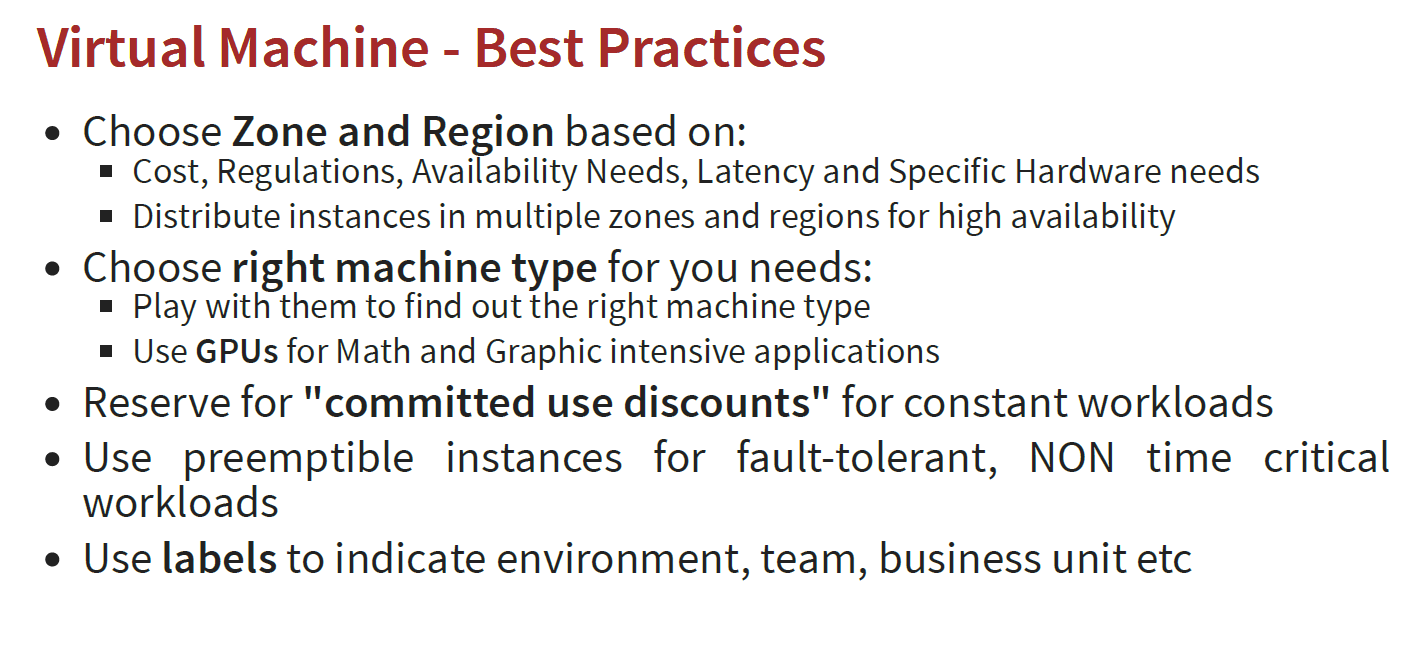 Virtual Machine - Best Practices
• Choose Zone and Region based on:
▪ Cost, Regulations, Availability Needs, Latency and Specific Hardware needs
▪ Distribute instances in multiple zones and regions for high availability
• Choose right machine type for you needs:
▪ Play with them to find out the right machine type
▪ Use GPUs for Math and Graphic intensive applications
• Reserve for "committed use discounts" for constant workloads
• Use preemptible instances for fault-tolerant, NON time critical
workloads
• Use labels to indicate environment, team, business unit etc